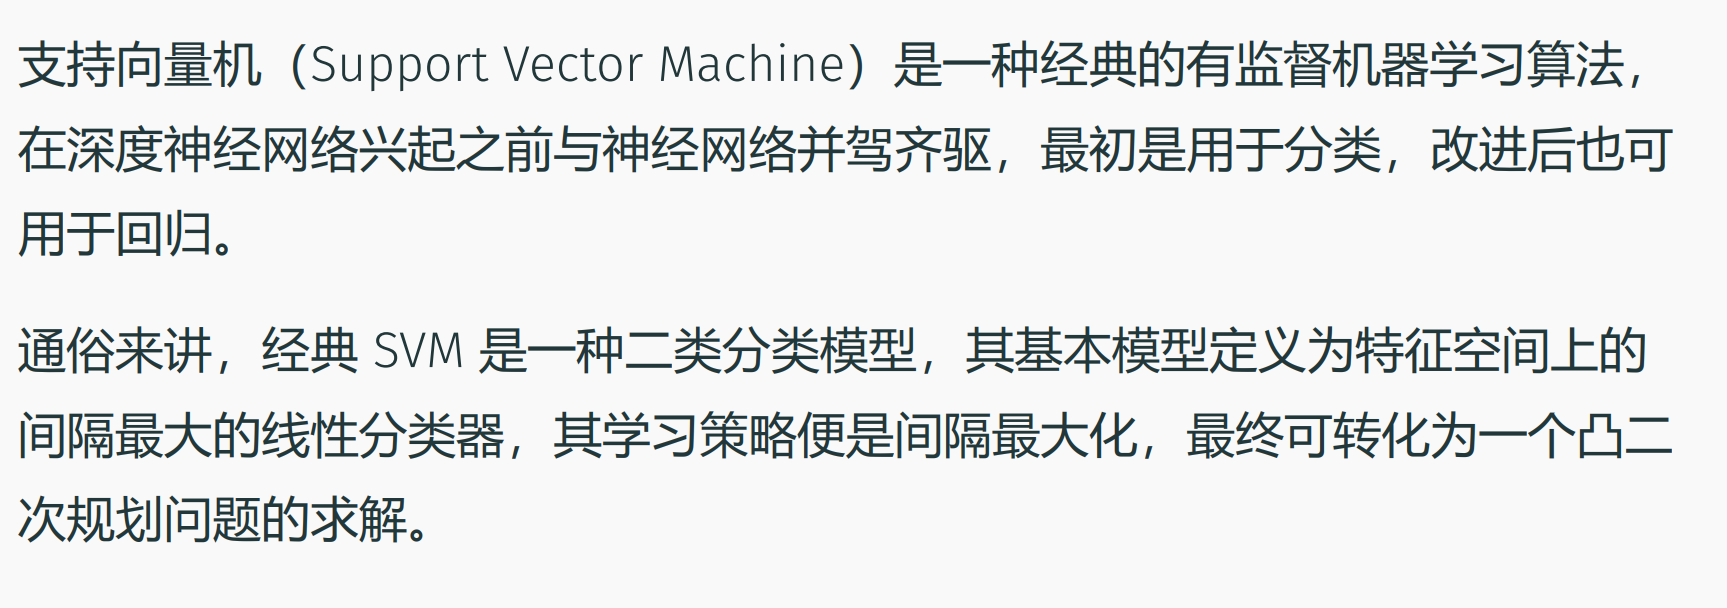 支持向量机（Support Vector Machine）是一种经典的有监督机器学习算法，
在深度神经网络兴起之前与神经网络并驾齐驱，最初是用于分类，改进后也可
用于回归。
通俗来讲，经典 SVM 是一种二类分类模型，其基本模型定义为特征空间上的
间隔最大的线性分类器，其学习策略便是间隔最大化，最终可转化为一个凸二
次规划问题的求解。